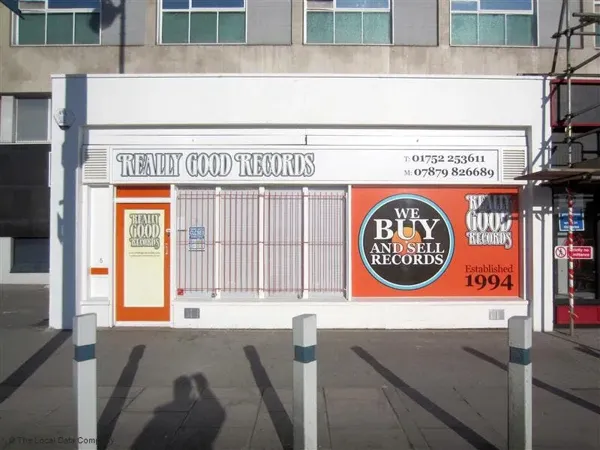 REALLY GOOD RECORDS
T: 01752 253611
M: 07879 826689
REALLY
GOOD
RECORDS
WE
BUY
AND SELL
RECORDS
REALLY
GOOD
RECORDS
Established
1994
© The Local Data Company